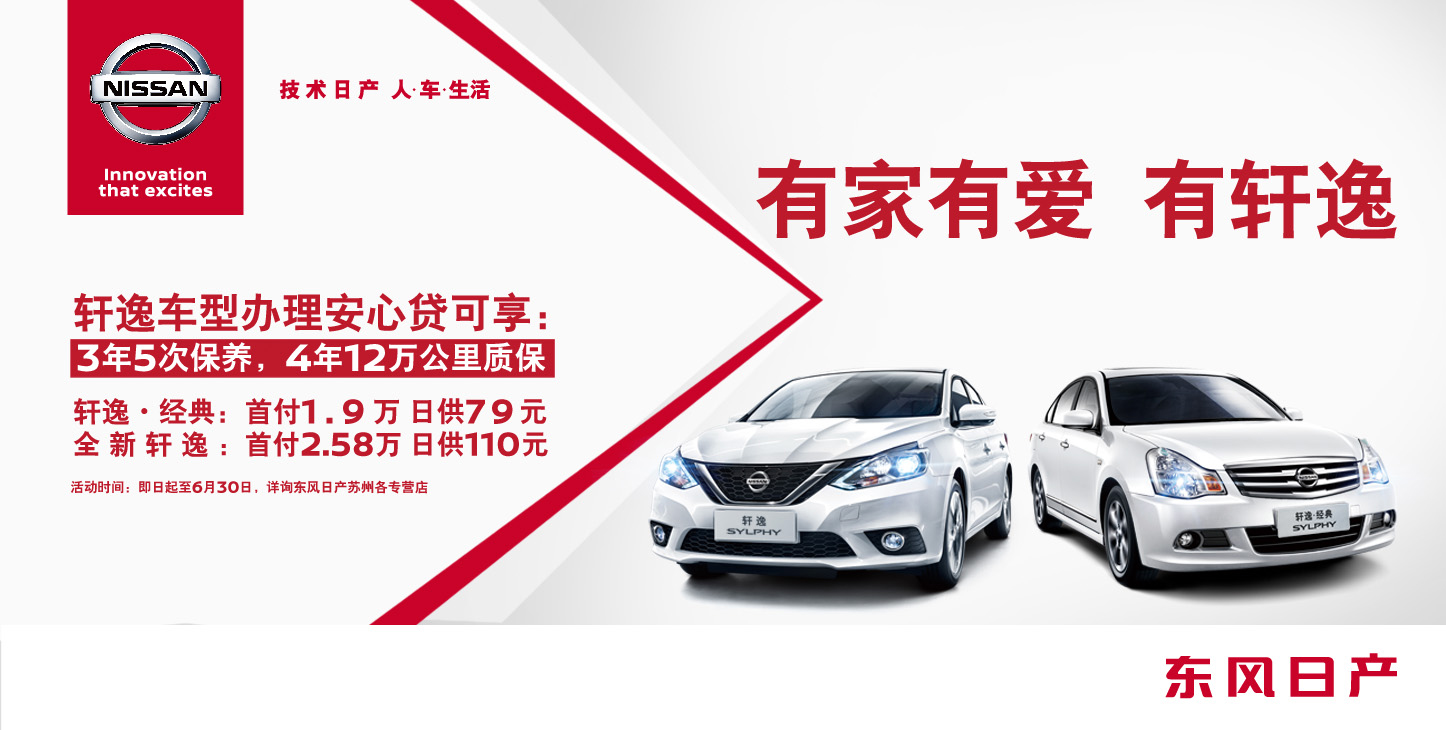 NISSAN
Innovation
that excites
技术日产 人·车·生活
有家有爱 有轩逸
轩逸车型办理安心贷可享：
3年5次保养，4年12万公里质保
轩逸·经典：首付1.9万 日供79元
全新轩逸：首付2.58万 日供110元
活动时间：即日起至6月30日，详询东风日产苏州各专营店
NISSAN
轩逸
SYLPHY
NISSAN
轩逸·经典
SYLPHY
东风日产